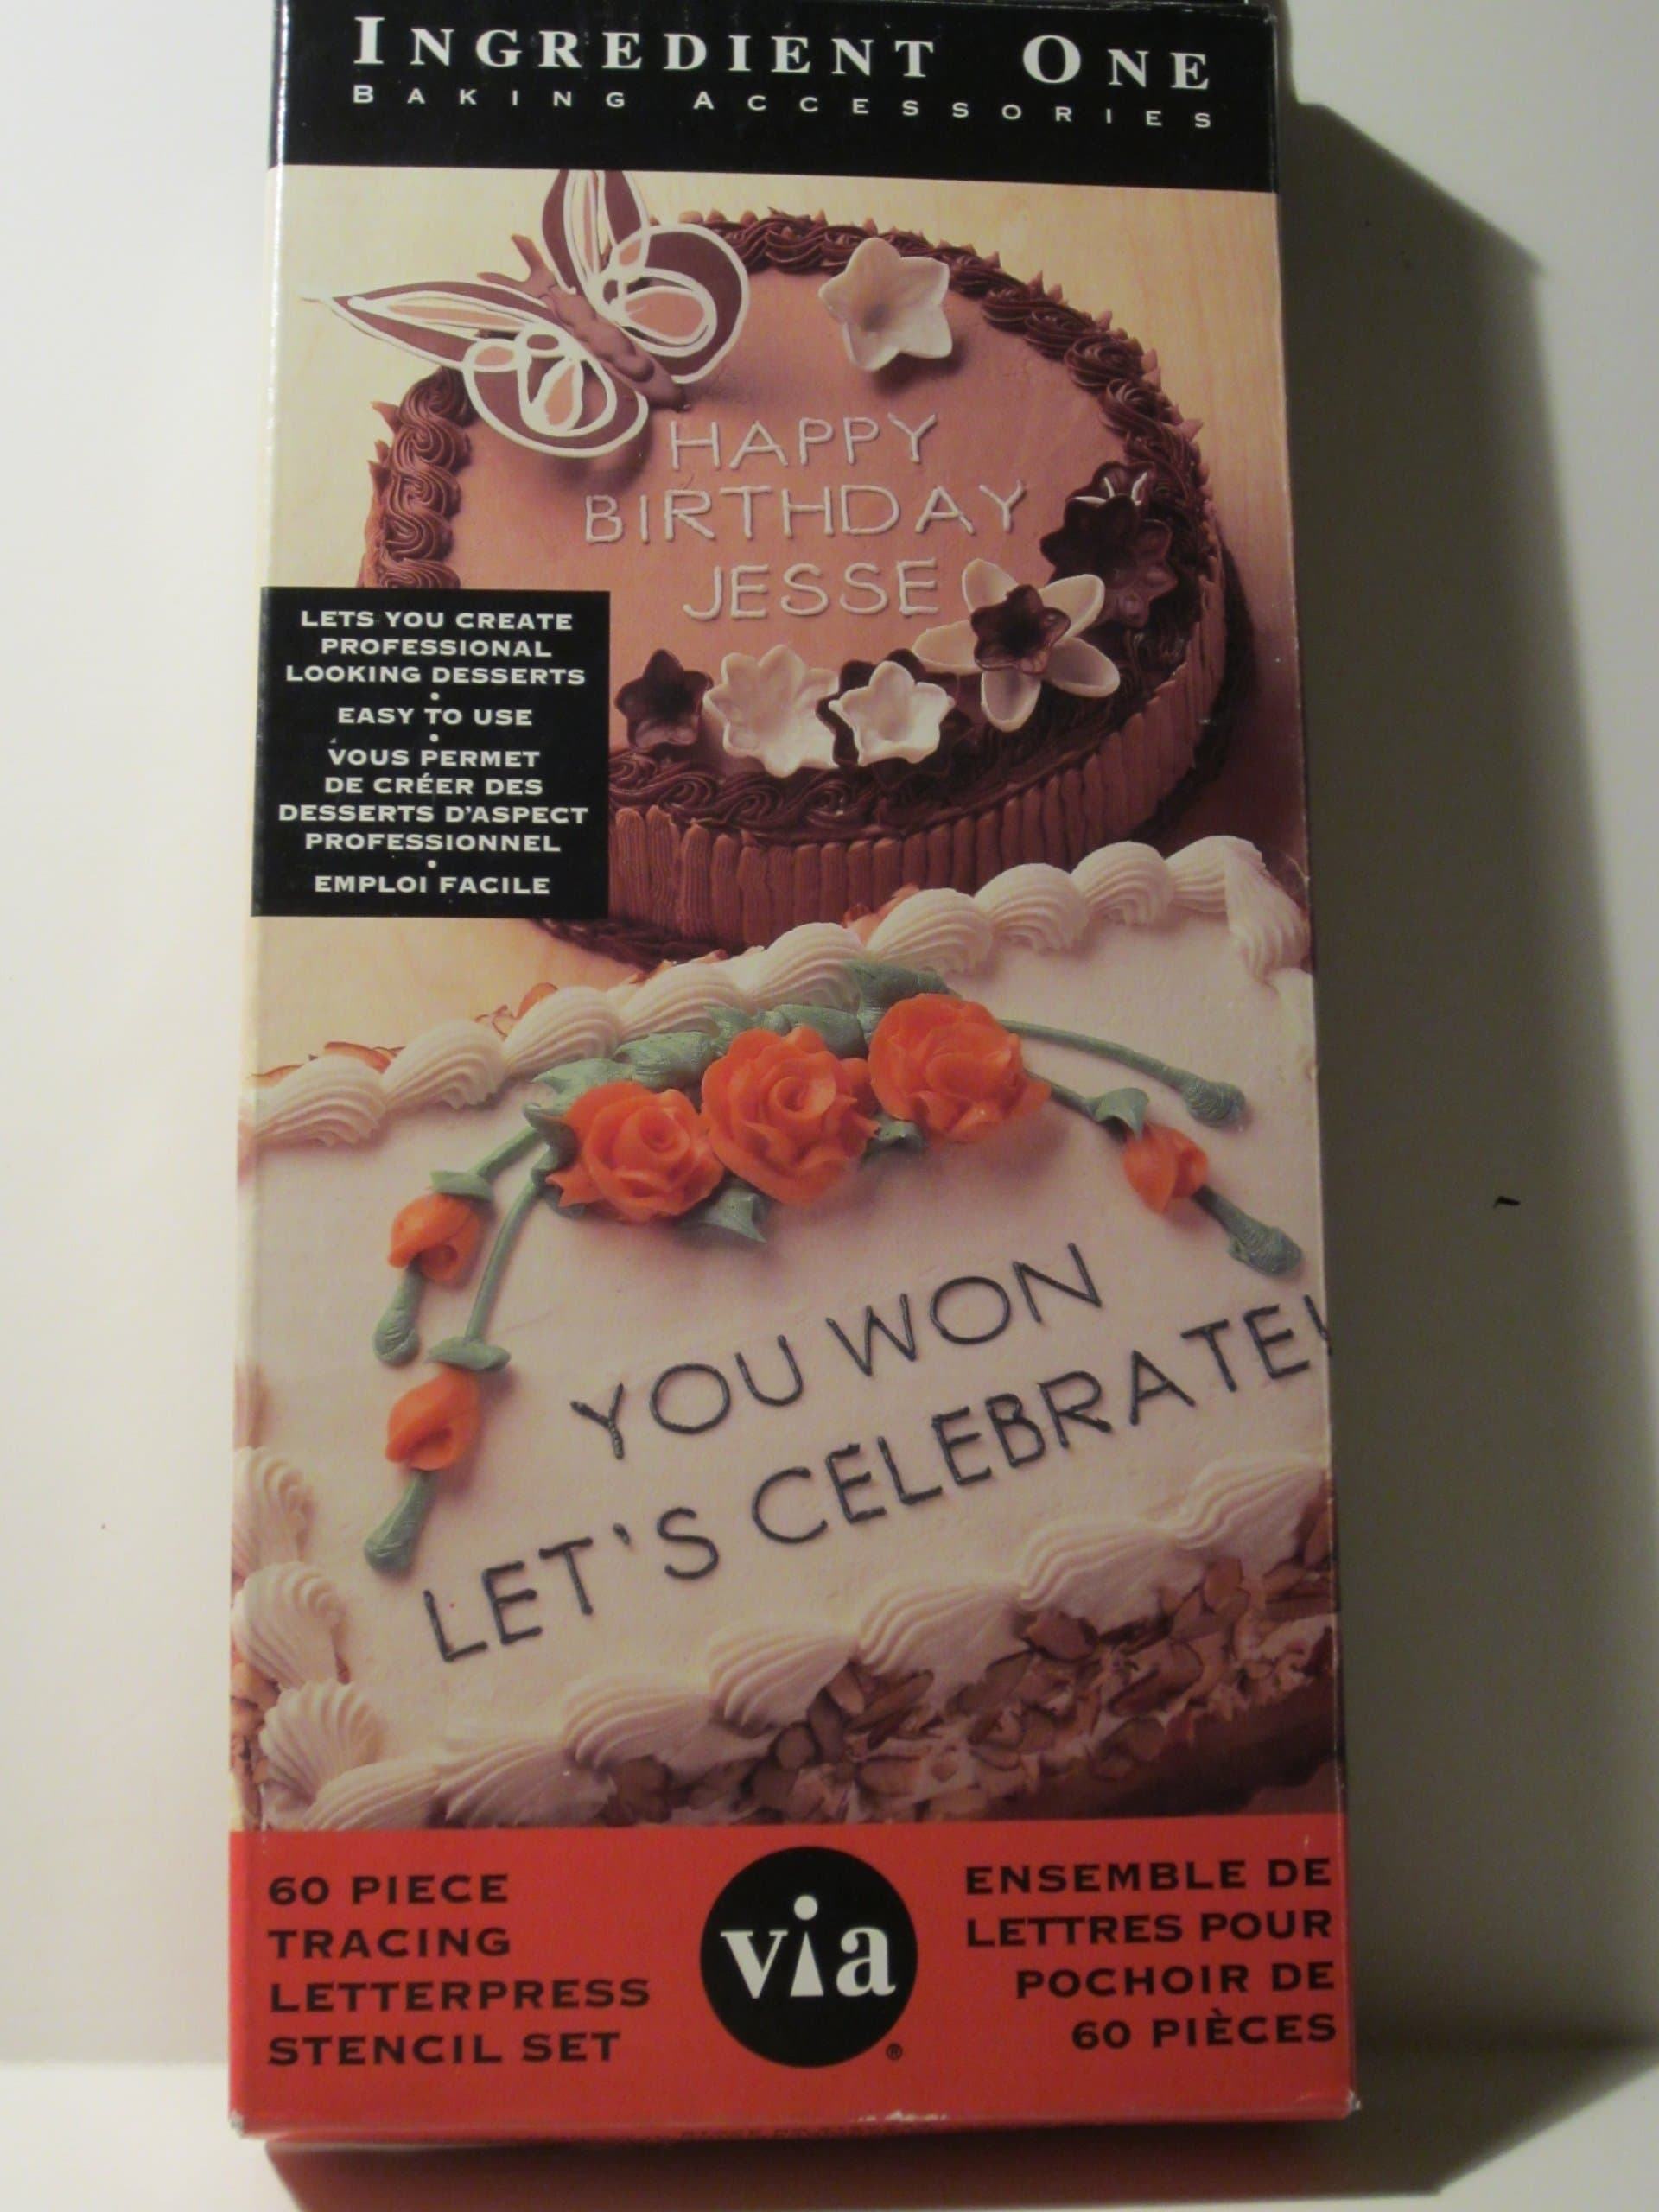 INGREDIENT ONE
BAKING ACCESSORIES
HAPPY
BIRTHDAY
JESSE
LETS YOU CREATE
PROFESSIONAL
LOOKING DESSERTS
•
EASY TO USE
•
VOUS PERMET
DE CRÉER DES
DESSERTS D'ASPECT
PROFESSIONNEL
•
EMPLOI FACILE
YOU WON
LET'S CELEBRATE!
60 PIECE
TRACING
LETTERPRESS
STENCIL SET
via®
ENSEMBLE DE
LETTRES POUR
POCHOIR DE
60 PIÈCES